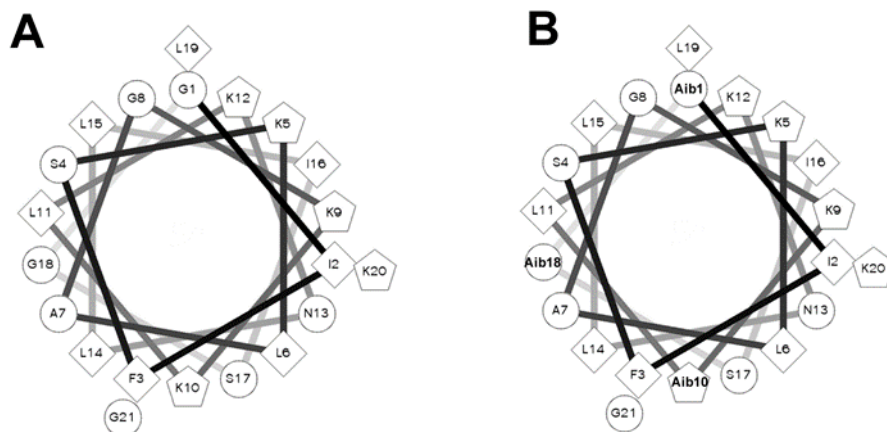 A
L19
G1
G8
K12
L15
K5
S4
I16
L11
K9
G18
I2
K20
A7
N13
L14
L6
F3
K10
S17
G21
B
L19
Aib1
G8
K12
L15
K5
S4
I16
L11
K9
Aib18
I2
K20
A7
N13
L14
L6
F3
Aib10
S17
G21